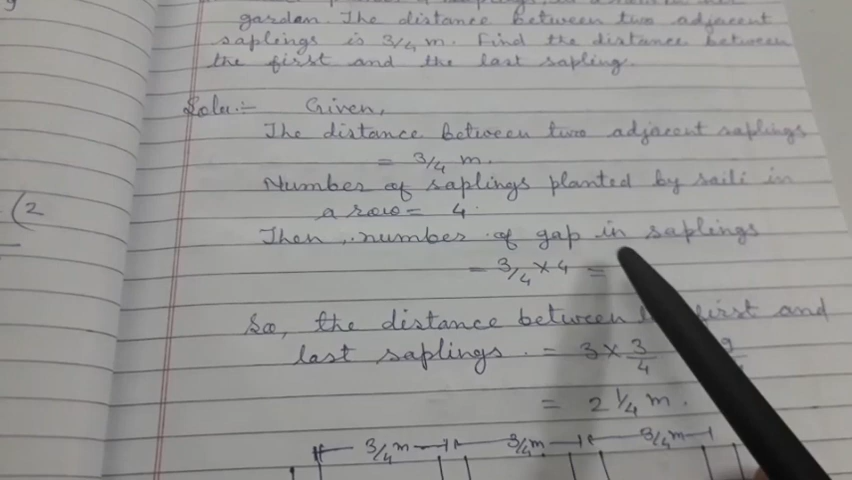 garden. The distance between two adjacent
saplings is 3/4 m. Find the distance between
the first and the last sapling.
Solu:- Given,
The distance between two adjacent saplings
= 3/4 m.
Number of saplings planted by saili in
a row = 4.
(2
Then, number of gap in saplings
= 3/4 × 4 =
So, the distance between first and
last saplings. = 3 × 3/4
= 2 1/4 m.
3/4 m 3/4 m 3/4 m